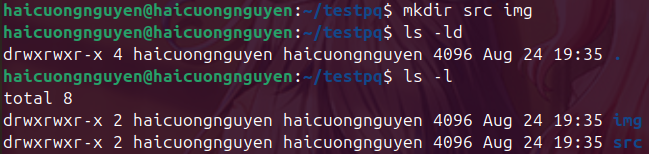 haicuongnguyen@haicuongnguyen:~/testpq$ mkdir src img
haicuongnguyen@haicuongnguyen:~/testpq$ ls -ld
drwxrwxr-x 4 haicuongnguyen haicuongnguyen 4096 Aug 24 19:35 .
haicuongnguyen@haicuongnguyen:~/testpq$ ls -l
total 8
drwxrwxr-x 2 haicuongnguyen haicuongnguyen 4096 Aug 24 19:35 img
drwxrwxr-x 2 haicuongnguyen haicuongnguyen 4096 Aug 24 19:35 src